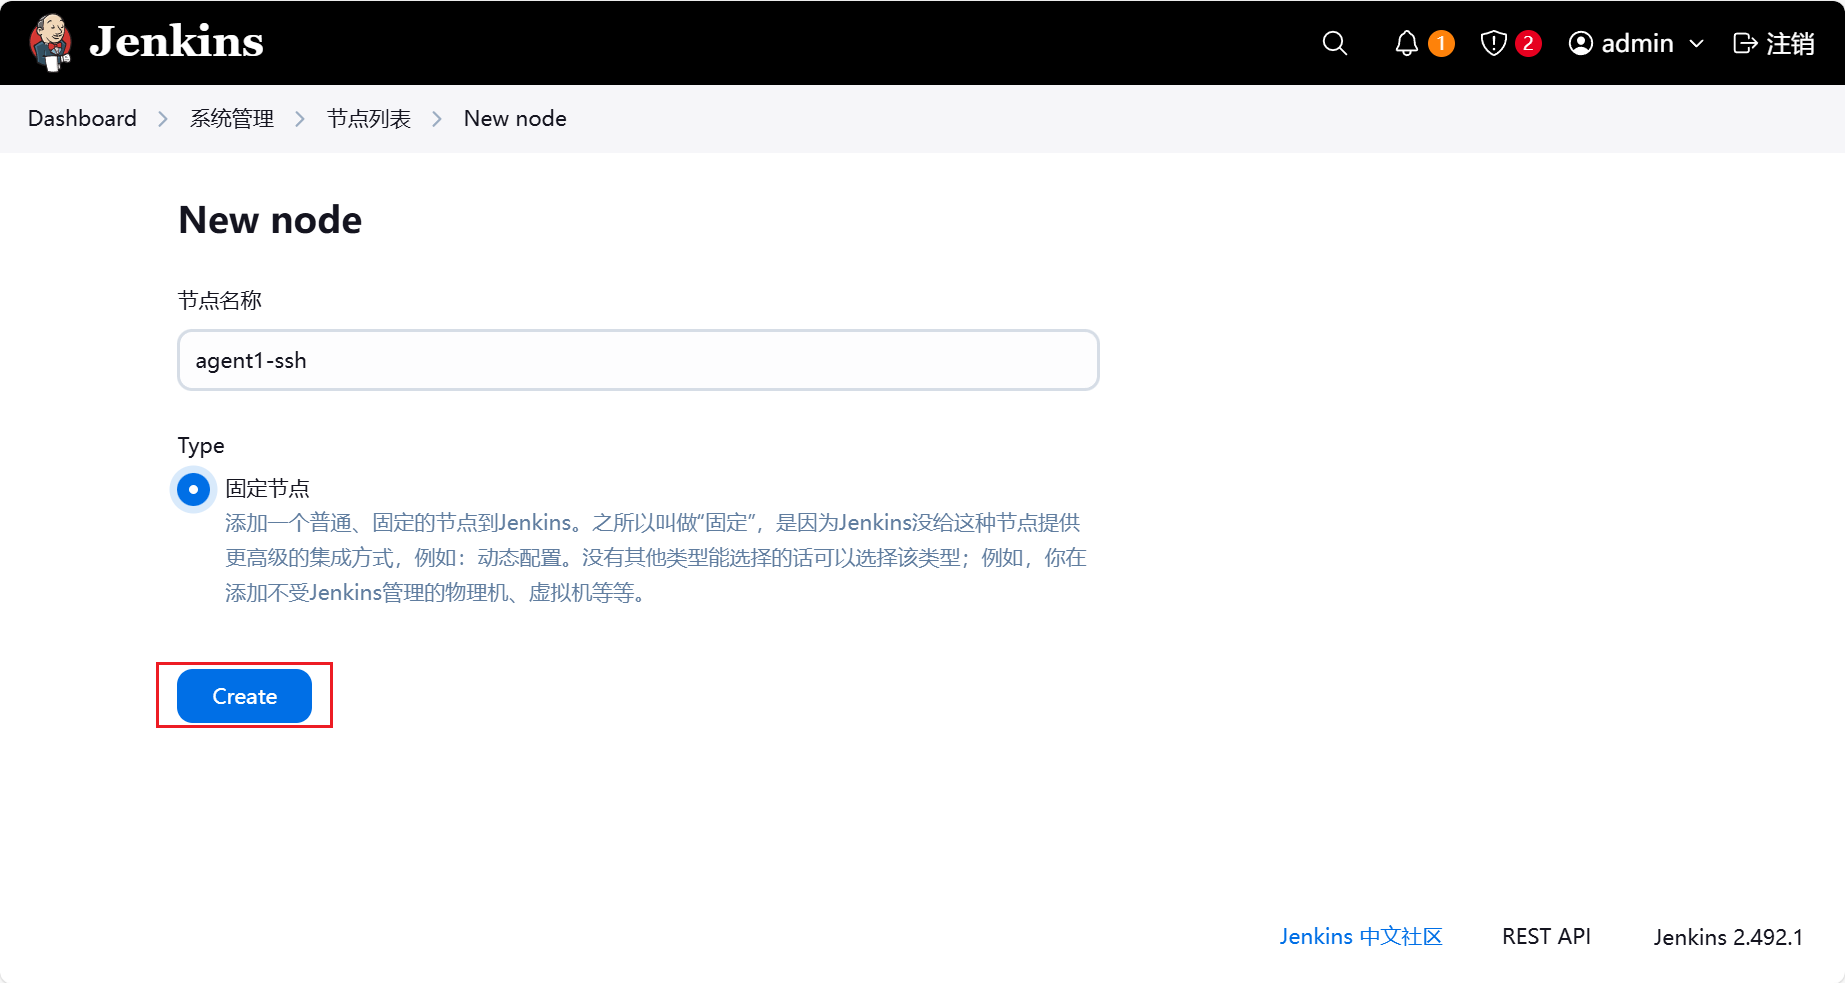 Jenkins
1
2
admin
注销
Dashboard
系统管理
节点列表
New node
New node
节点名称
agent1-ssh
Type
固定节点
添加一个普通、固定的节点到Jenkins。之所以叫做“固定”，是因为Jenkins没给这种节点提供
更高级的集成方式，例如：动态配置。没有其他类型能选择的话可以选择该类型；例如，你在
添加不受Jenkins管理的物理机、虚拟机等等。
Create
Jenkins 中文社区
REST API
Jenkins 2.492.1